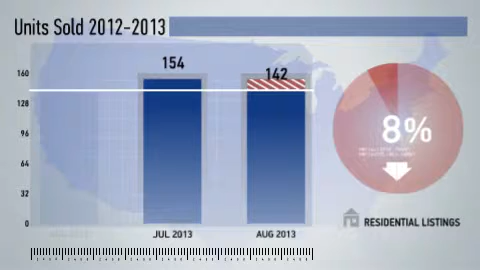 Units Sold 2012-2013
154
142
160
128
96
64
32
0
JUL 2013
AUG 2013
8%
RESIDENTIAL LISTINGS